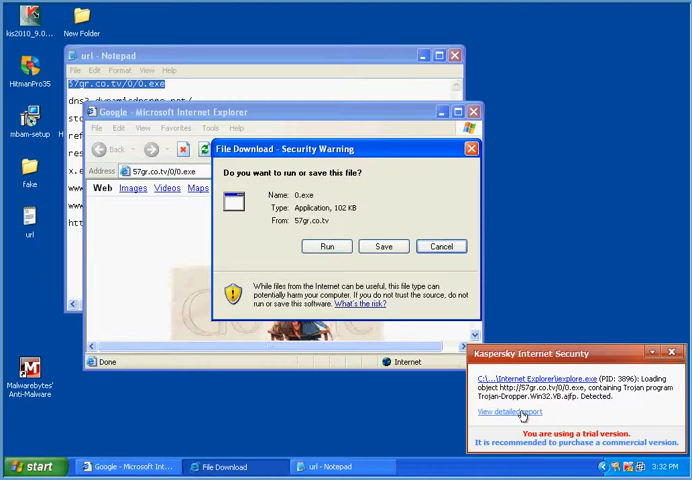 kis2010_9.0...
New Folder
HitmanPro35
mbam-setup
fake
url
Malwarebytes'
Anti-Malware
url - Notepad
File Edit Format View Help
57gr.co.tv/0/0.exe
Google - Microsoft Internet Explorer
File Edit View Favorites Tools Help
Back
Address 57gr.co.tv/0/0.exe
Web Images Videos Maps
File Download - Security Warning
Do you want to run or save this file?
Name: 0.exe
Type: Application, 102 KB
From: 57gr.co.tv
Run Save Cancel
While files from the Internet can be useful, this file type can
potentially harm your computer. If you do not trust the source, do not
run or save this software. What's the risk?
Done Internet
Kaspersky Internet Security
C:\...\Internet Explorer\iexplore.exe (PID: 3896): Loading
object http://57gr.co.tv/0/0.exe, containing Trojan program
Trojan-Dropper.Win32.VB.ajfp. Detected.
View detailed report
You are using a trial version.
It is recommended to purchase a commercial version.
start Google - Microsoft Int... File Download url - Notepad 3:32 PM